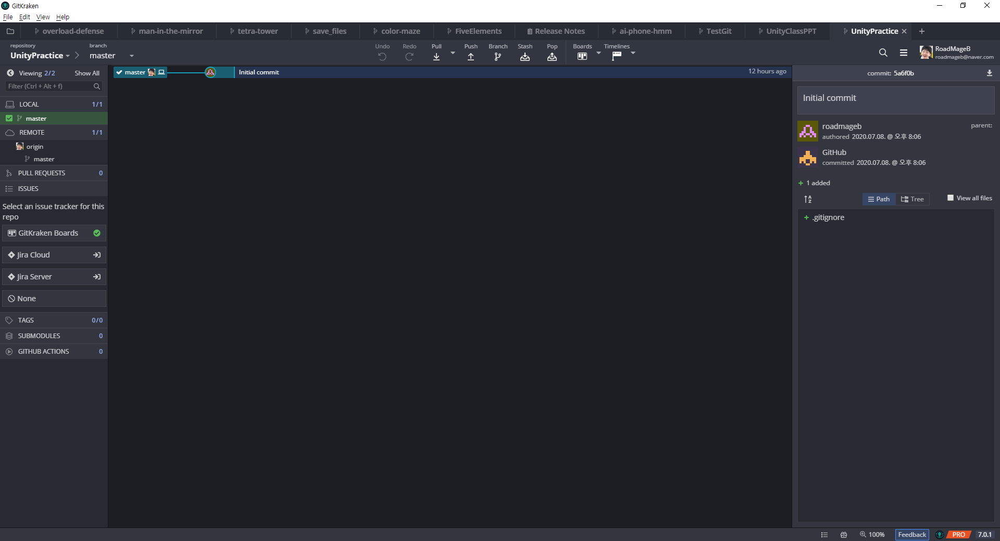 GitKraken
File Edit View Help
overload-defense man-in-the-mirror tetra-tower save_files color-maze FiveElements Release Notes ai-phone-hmm TestGit UnityClassPPT UnityPractice
repository
UnityPractice
branch
master
Undo Redo Pull Push Branch Stash Pop Boards Timelines
RoadMageB
roadmageb@naver.com
Viewing 2/2 Show All
Filter (Ctrl + Alt + f)
LOCAL 1/1
master
REMOTE 1/1
origin
master
PULL REQUESTS 0
ISSUES
Select an issue tracker for this
repo
GitKraken Boards
Jira Cloud
Jira Server
None
TAGS 0/0
SUBMODULES 0
GITHUB ACTIONS 0
master Initial commit 12 hours ago
commit: 5a6f0b
Initial commit
roadmageb parent:
authored 2020.07.08. @ 오후 8:06
GitHub
committed 2020.07.08. @ 오후 8:06
+ 1 added
A Z Path Tree View all files
+ .gitignore
100% Feedback PRO 7.0.1